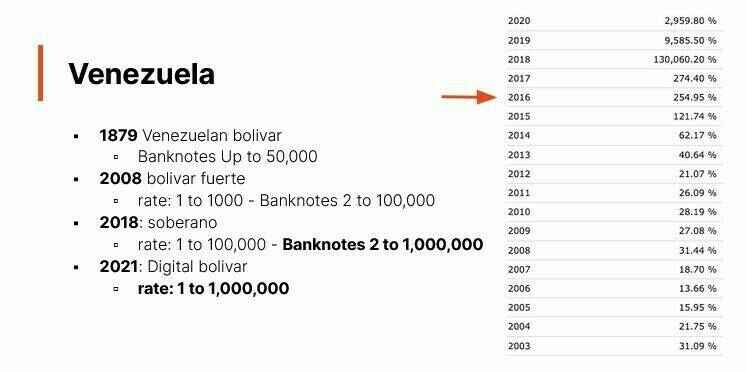 Venezuela
▪ 1879 Venezuelan bolivar
▫ Banknotes Up to 50,000
▪ 2008 bolivar fuerte
▫ rate: 1 to 1000 - Banknotes 2 to 100,000
▪ 2018: soberano
▫ rate: 1 to 100,000 - Banknotes 2 to 1,000,000
▪ 2021: Digital bolivar
▫ rate: 1 to 1,000,000
2020 2,959.80 %
2019 9,585.50 %
2018 130,060.20 %
2017 274.40 %
2016 254.95 %
2015 121.74 %
2014 62.17 %
2013 40.64 %
2012 21.07 %
2011 26.09 %
2010 28.19 %
2009 27.08 %
2008 31.44 %
2007 18.70 %
2006 13.66 %
2005 15.95 %
2004 21.75 %
2003 31.09 %